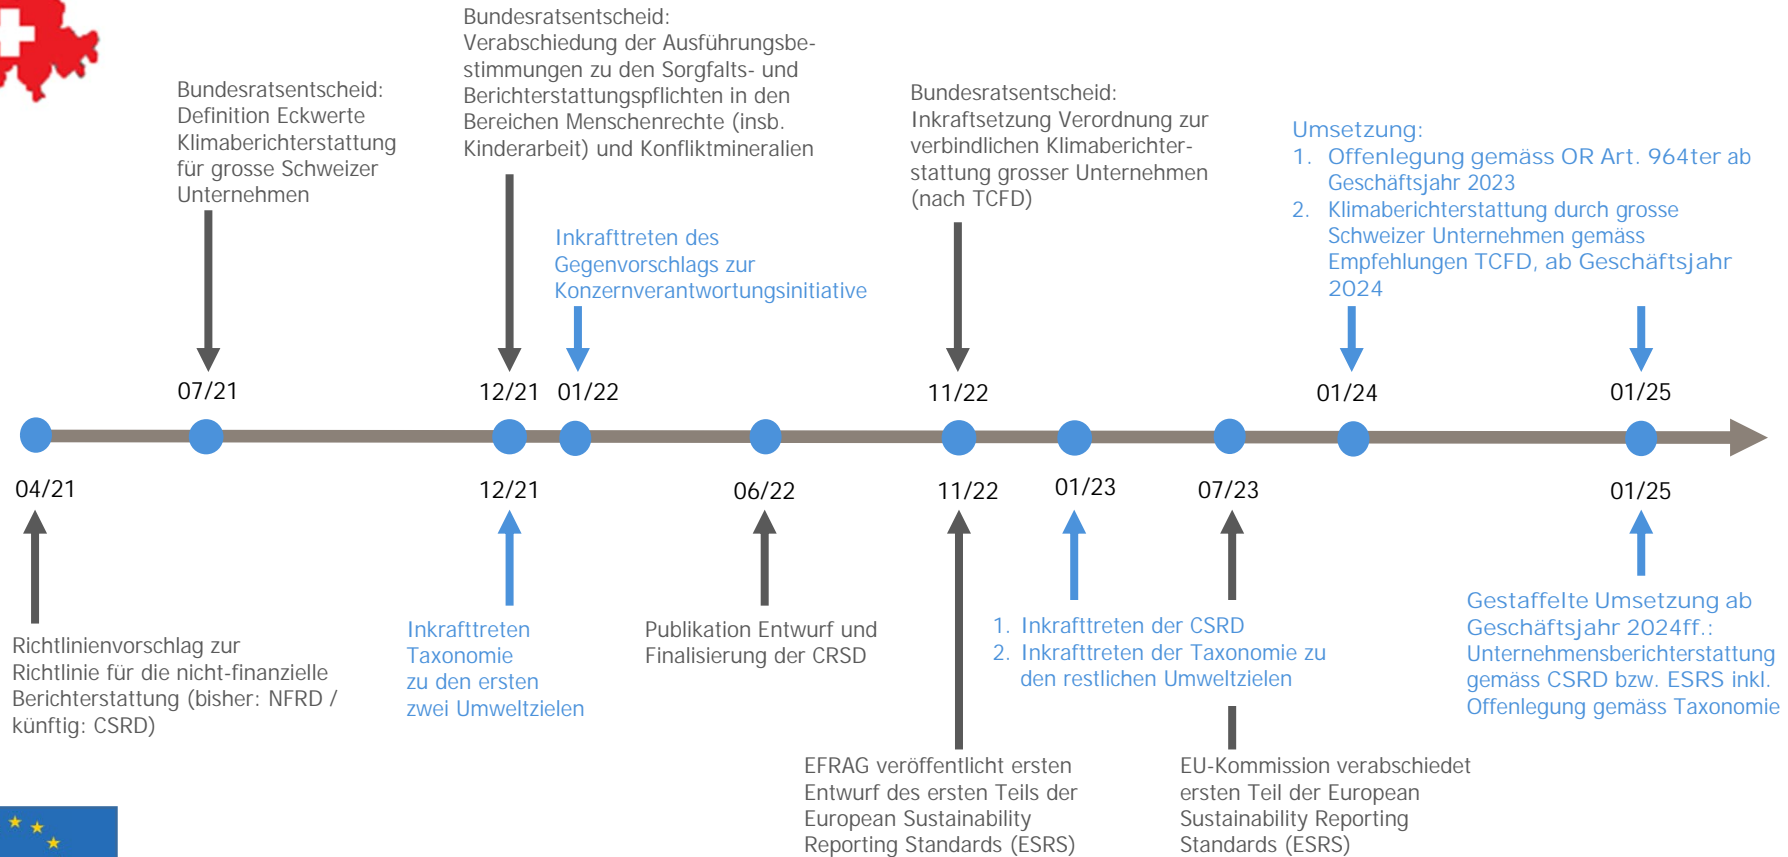 Bundesratsentscheid:
Definition Eckwerte
Klimaberichterstattung
für grosse Schweizer
Unternehmen
Bundesratsentscheid:
Verabschiedung der Ausführungsbe-
stimmungen zu den Sorgfalts- und
Berichterstattungspflichten in den
Bereichen Menschenrechte (insb.
Kinderarbeit) und Konfliktmineralien
Inkrafttreten des
Gegenvorschlags zur
Konzernverantwortungsinitiative
Bundesratsentscheid:
Inkraftsetzung Verordnung zur
verbindlichen Klimaberichter-
stattung grosser Unternehmen
(nach TCFD)
Umsetzung:
1. Offenlegung gemäss OR Art. 964ter ab
Geschäftsjahr 2023
2. Klimaberichterstattung durch grosse
Schweizer Unternehmen gemäss
Empfehlungen TCFD, ab Geschäftsjahr
2024
07/21
12/21
01/22
11/22
01/24
01/25
04/21
12/21
06/22
11/22
01/23
07/23
01/25
Richtlinienvorschlag zur
Richtlinie für die nicht-finanzielle
Berichterstattung (bisher: NFRD /
künftig: CSRD)
Inkrafttreten
Taxonomie
zu den ersten
zwei Umweltzielen
Publikation Entwurf und
Finalisierung der CRSD
EFRAG veröffentlicht ersten
Entwurf des ersten Teils der
European Sustainability
Reporting Standards (ESRS)
1. Inkrafttreten der CSRD
2. Inkrafttreten der Taxonomie zu
den restlichen Umweltzielen
EU-Kommission verabschiedet
ersten Teil der European
Sustainability Reporting
Standards (ESRS)
Gestaffelte Umsetzung ab
Geschäftsjahr 2024ff.:
Unternehmensberichterstattung
gemäss CSRD bzw. ESRS inkl.
Offenlegung gemäss Taxonomie